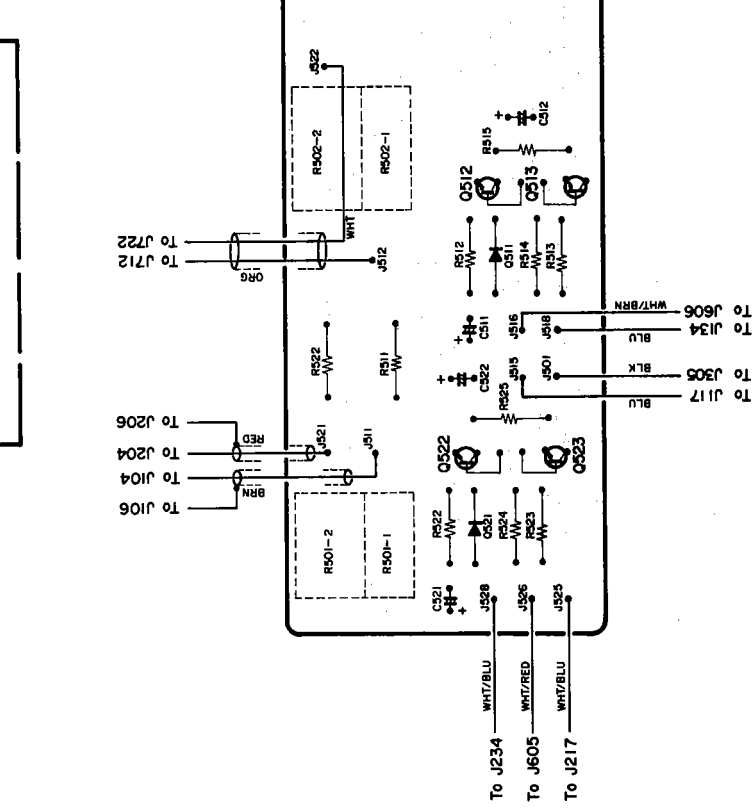 J522
R502-2
R502-1
+
C512
R515
Q512
Q513
WHT
To J722
To J712
ORG
J512
R512
Q511
R514
R513
WHT/BRN
To J606
BLU
To J134
C511
+
J516
J518
R522
R511
+
C522
J515
J501
BLK
To J305
BLU
To J117
R525
To J206
RED
To J204
J521
J511
To J104
BRN
To J106
Q522
Q523
R501-2
R501-1
R522
Q521
R524
R523
C521
+
J528
J526
J525
WHT/BLU
WHT/RED
WHT/BLU
To J234
To J605
To J217